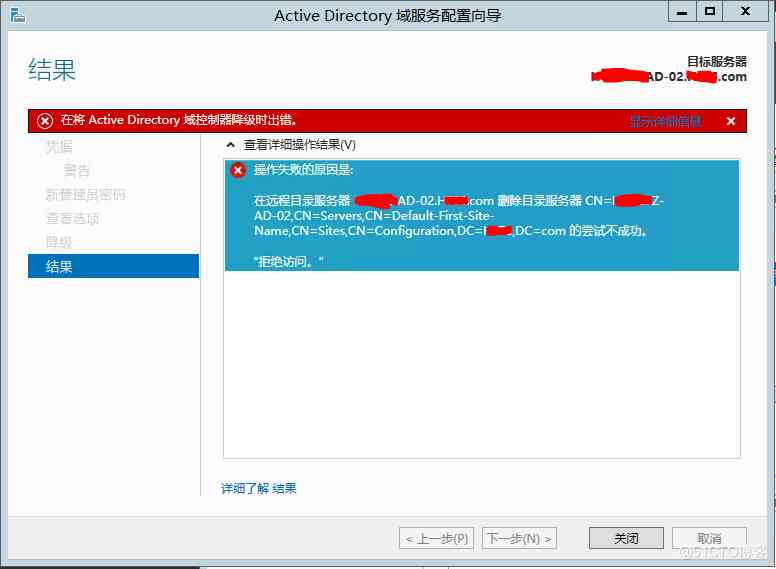 Active Directory 域服务配置向导
结果
目标服务器
AD-02. .com
在将 Active Directory 域控制器降级时出错。
显示详细信息
凭据
警告
新管理员密码
查看选项
降级
结果
查看详细操作结果(V)
操作失败的原因是:
在远程目录服务器 AD-02.H .com 删除目录服务器 CN= Z-
AD-02,CN=Servers,CN=Default-First-Site-
Name,CN=Sites,CN=Configuration,DC= ,DC=com 的尝试不成功。
"拒绝访问。"
详细了解 结果
< 上一步(P)
下一步(N) >
关闭
取消
@51CTO博客